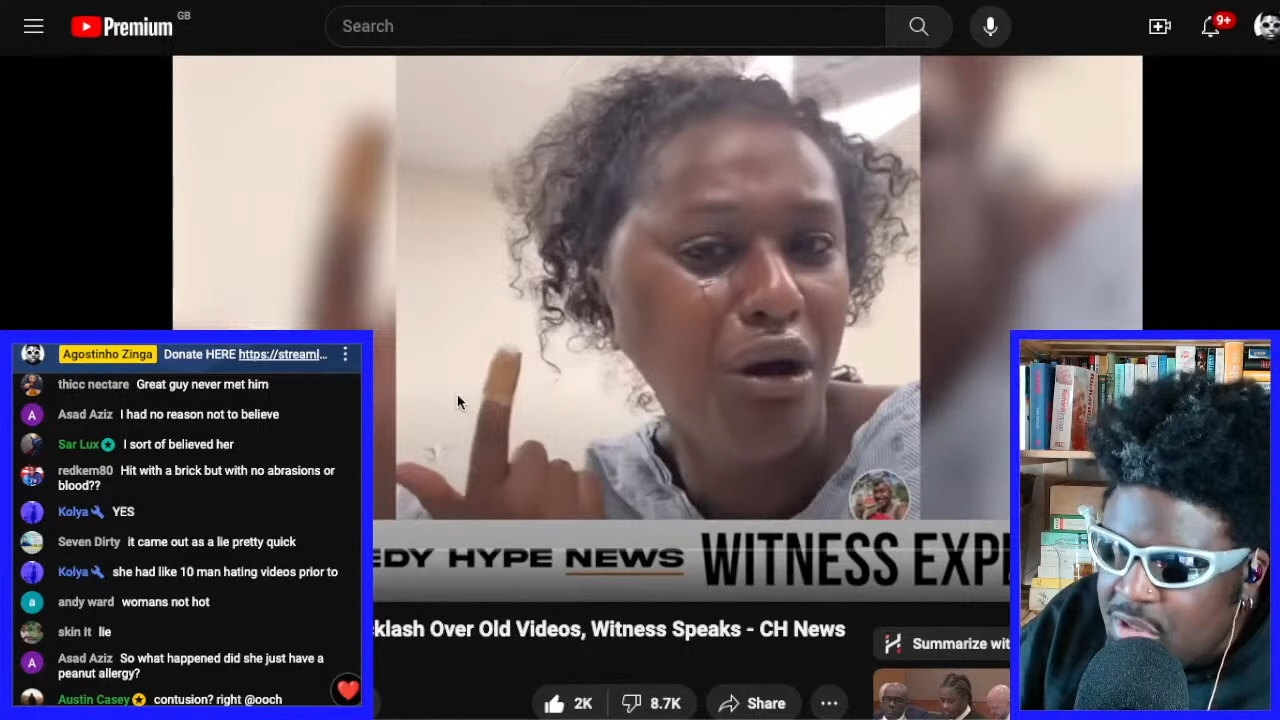 Premium GB
Search
9+
EDY HYPE NEWS WITNESS EXP
Agostinho Zinga Donate HERE https://streaml...
thicc nectare Great guy never met him
A Asad Aziz I had no reason not to believe
Sar Lux I sort of believed her
redkem80 Hit with a brick but with no abrasions or
blood??
Kolya YES
Seven Dirty it came out as a lie pretty quick
Kolya she had like 10 man hating videos prior to
a andy ward womans not hot
skin It lie
A Asad Aziz So what happened did she just have a
peanut allergy?
Austin Casey contusion? right @ooch
cklash Over Old Videos, Witness Speaks - CH News
Summarize wit
2K 8.7K Share